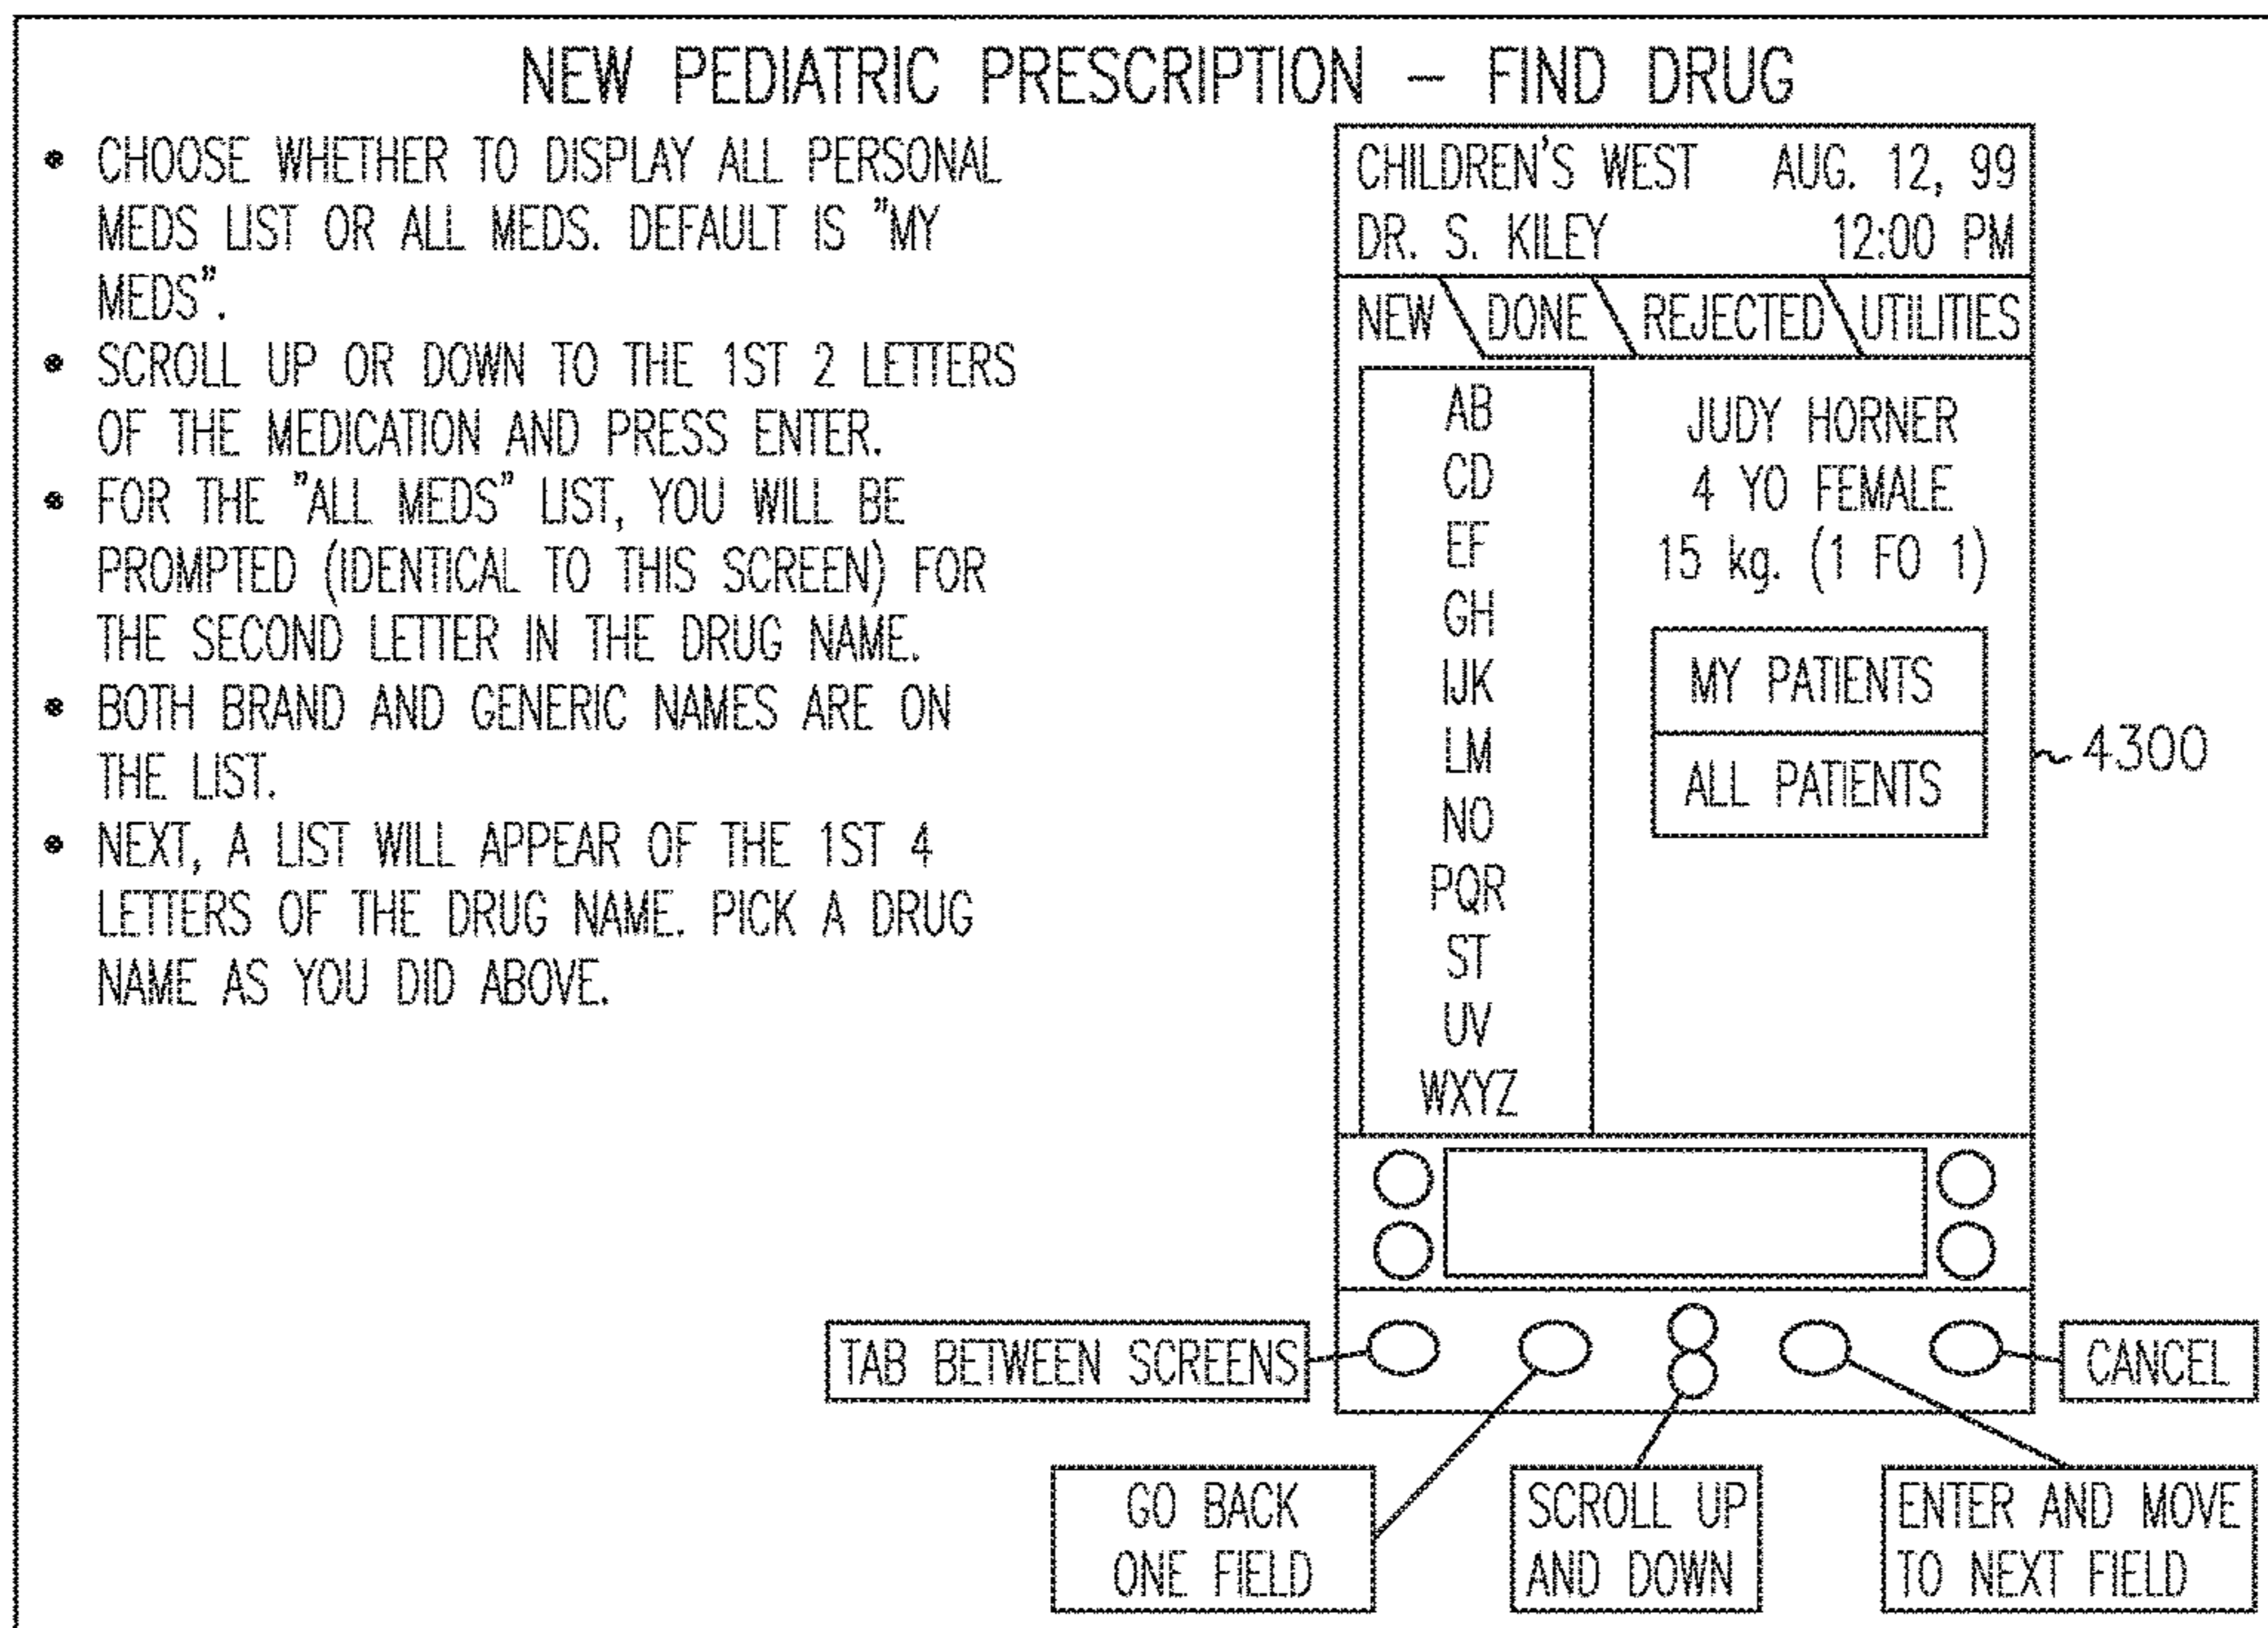 NEW PEDIATRIC PRESCRIPTION – FIND DRUG
• CHOOSE WHETHER TO DISPLAY ALL PERSONAL
MEDS LIST OR ALL MEDS. DEFAULT IS "MY
MEDS".
• SCROLL UP OR DOWN TO THE 1ST 2 LETTERS
OF THE MEDICATION AND PRESS ENTER.
• FOR THE "ALL MEDS" LIST, YOU WILL BE
PROMPTED (IDENTICAL TO THIS SCREEN) FOR
THE SECOND LETTER IN THE DRUG NAME.
• BOTH BRAND AND GENERIC NAMES ARE ON
THE LIST.
• NEXT, A LIST WILL APPEAR OF THE 1ST 4
LETTERS OF THE DRUG NAME. PICK A DRUG
NAME AS YOU DID ABOVE.
CHILDREN'S WEST AUG. 12, 99
DR. S. KILEY 12:00 PM
NEW DONE REJECTED UTILITIES
AB
CD
EF
GH
IJK
LM
NO
PQR
ST
UV
WXYZ
JUDY HORNER
4 YO FEMALE
15 kg. (1 FO 1)
MY PATIENTS
ALL PATIENTS
4300
TAB BETWEEN SCREENS
CANCEL
GO BACK
ONE FIELD
SCROLL UP
AND DOWN
ENTER AND MOVE
TO NEXT FIELD